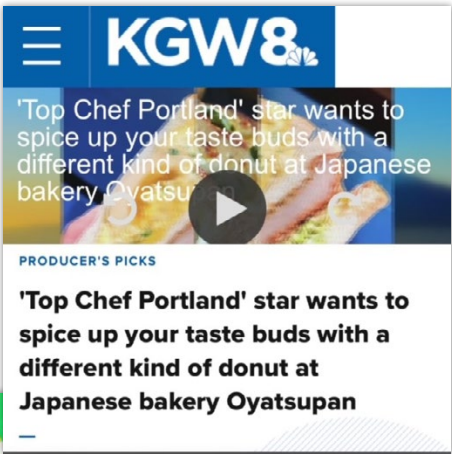 KGW8
'Top Chef Portland' star wants to
spice up your taste buds with a
different kind of donut at Japanese
bakery Oyatsupan
PRODUCER'S PICKS
'Top Chef Portland' star wants to
spice up your taste buds with a
different kind of donut at
Japanese bakery Oyatsupan